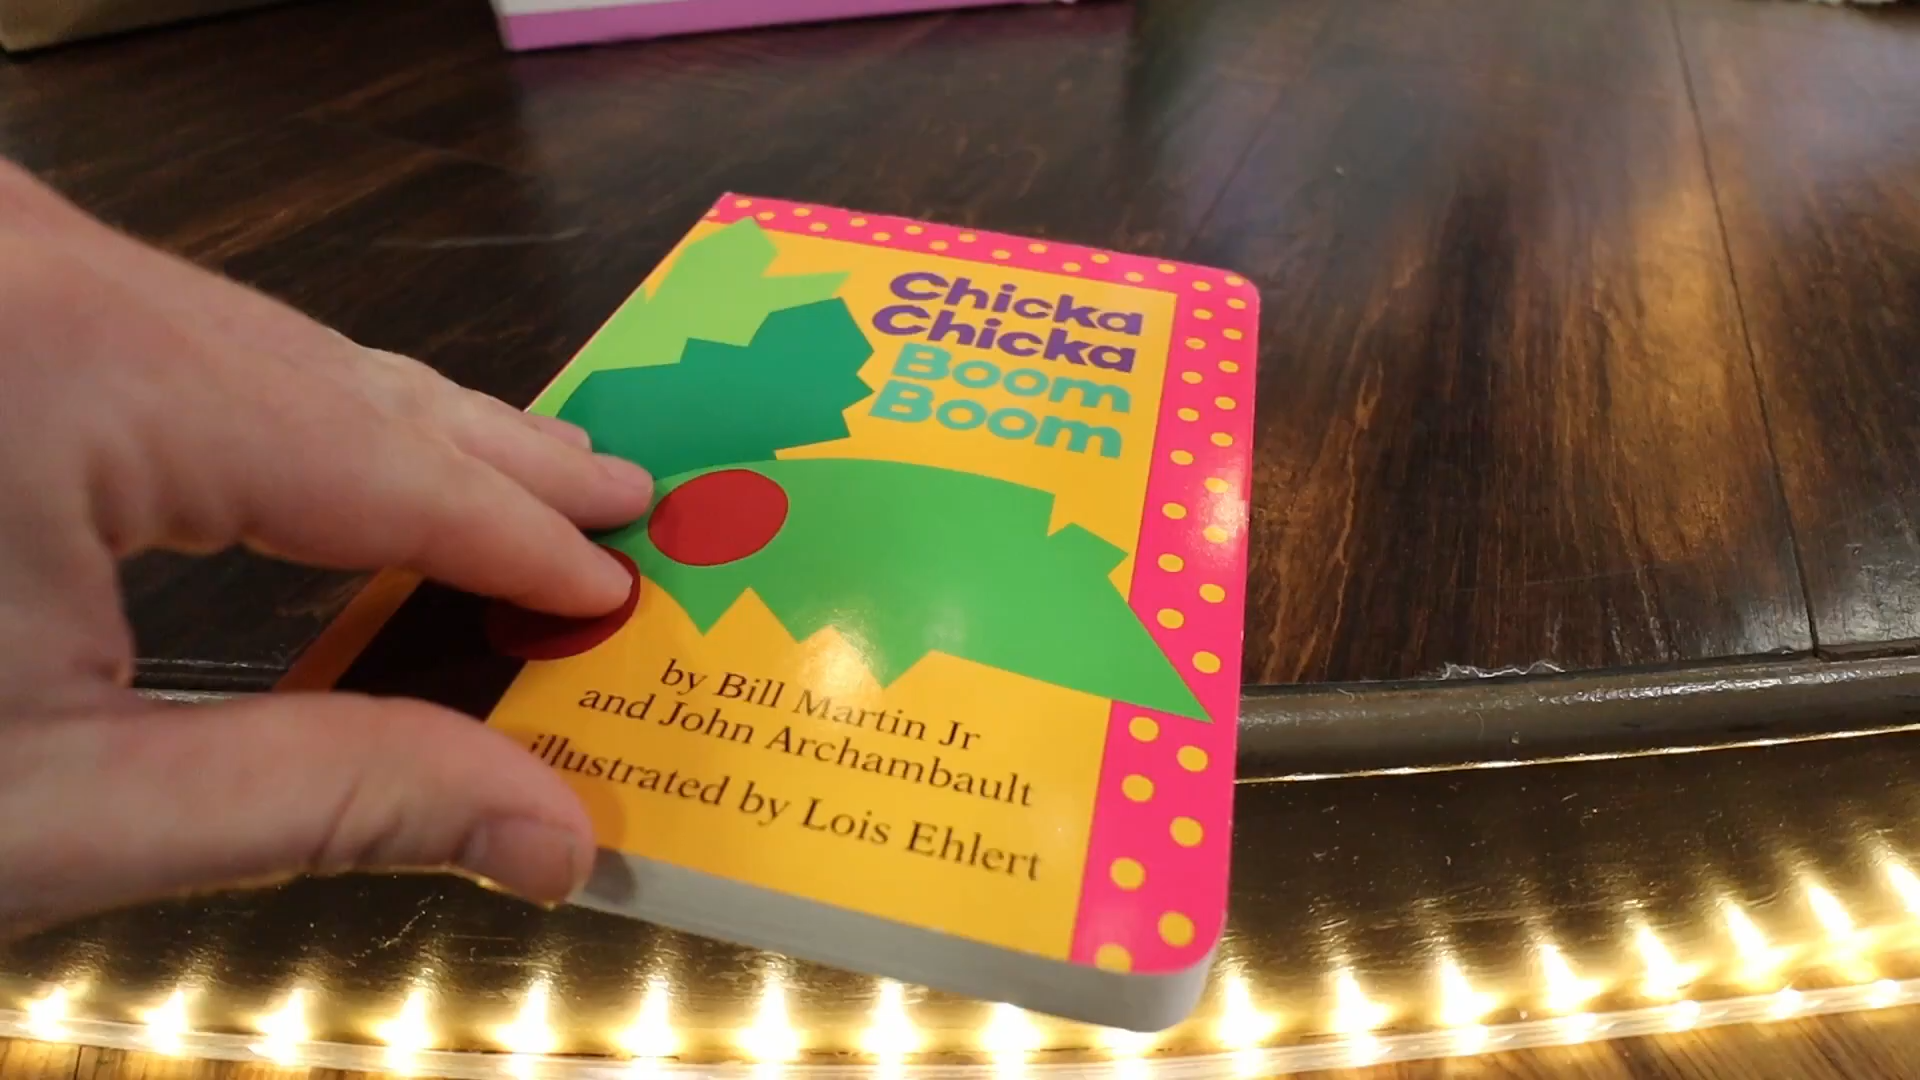 Chicka
Chicka
Boom
Boom
by Bill Martin Jr
and John Archambault
illustrated by Lois Ehlert